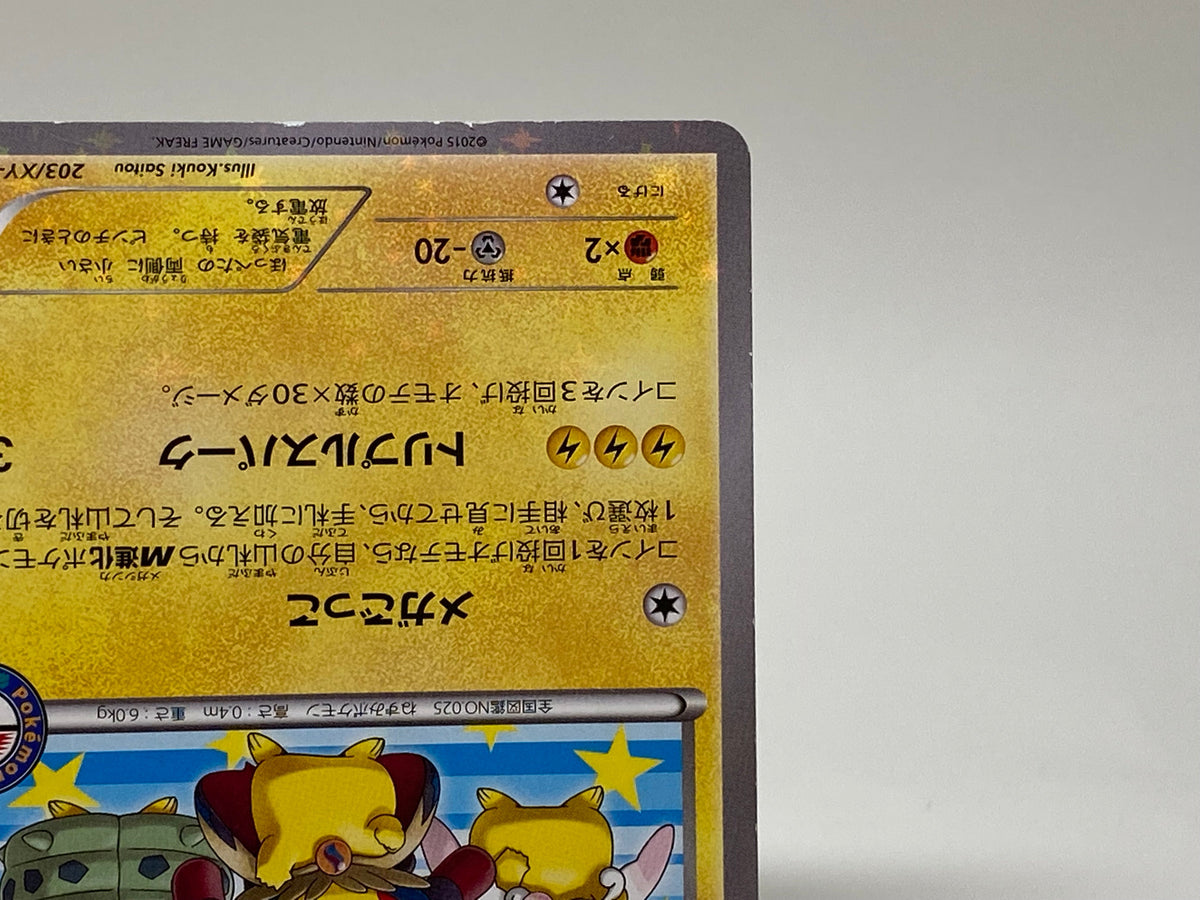 全国図鑑NO.025 ねずみポケモン 高さ：0.4m 重さ：6.0kg
Pokémon
メガごっこ
コインを1回投げオモテなら、自分の山札からM進化ポケモン
1枚選び、相手に見せてから、手札に加える。そして山札を切
トリプルスパーク 3
コインを3回投げ、オモテの数×30ダメージ。
弱点 ×2 抵抗力 -20
にげる
ほっぺたの 両側に 小さい
電気袋を 持つ。 ピンチのときに
放電する。
Illus.Kouki Saitou 203/XY-
©2015 Pokémon/Nintendo/Creatures/GAME FREAK.